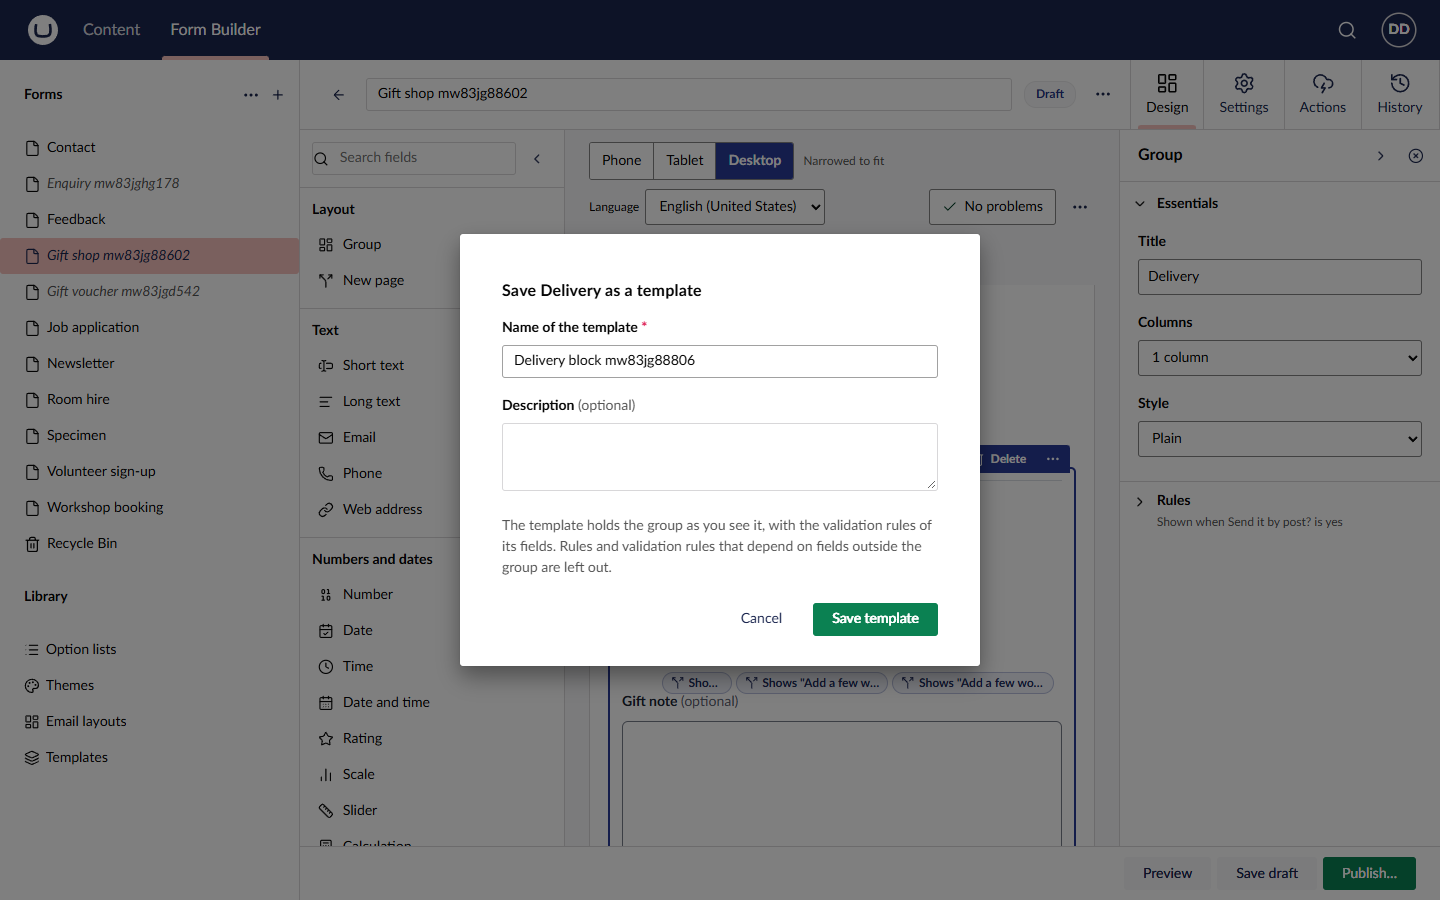 Content
Form Builder
DD
Forms
Contact
Enquiry mw83jghg178
Feedback
Gift shop mw83jg88602
Gift voucher mw83jgd542
Job application
Newsletter
Room hire
Specimen
Volunteer sign-up
Workshop booking
Recycle Bin
Library
Option lists
Themes
Email layouts
Templates
Gift shop mw83jg88602
Draft
Design
Settings
Actions
History
Search fields
Layout
Group
New page
Text
Short text
Long text
Email
Phone
Web address
Numbers and dates
Number
Date
Time
Date and time
Rating
Scale
Slider
Calculation
Phone
Tablet
Desktop
Narrowed to fit
Language
English (United States)
No problems
Delete
Save Delivery as a template
Name of the template *
Delivery block mw83jg88806
Description (optional)
The template holds the group as you see it, with the validation rules of
its fields. Rules and validation rules that depend on fields outside the
group are left out.
Cancel
Save template
Sho...
Shows "Add a few w...
Shows "Add a few wo...
Gift note (optional)
Group
Essentials
Title
Delivery
Columns
1 column
Style
Plain
Rules
Shown when Send it by post? is yes
Preview
Save draft
Publish...